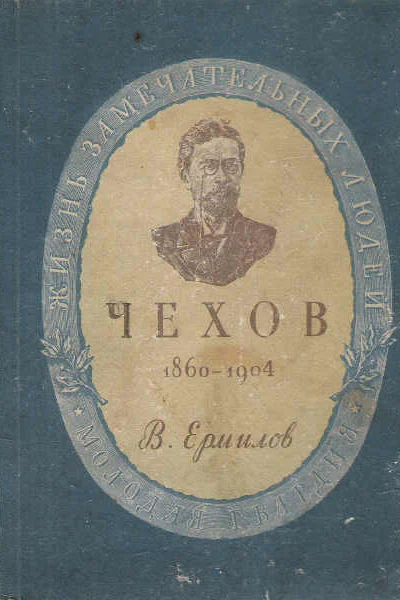 ЖИЗНЬ ЗАМЕЧАТЕЛЬНЫХ ЛЮДЕЙ
ЧЕХОВ
1860-1904
В. Ермилов
МОЛОДАЯ ГВАРДИЯ